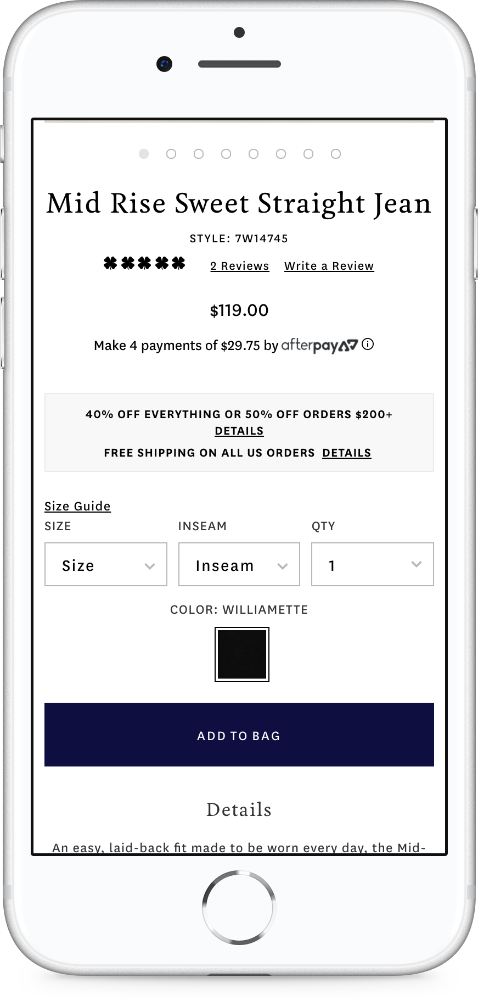 Mid Rise Sweet Straight Jean
STYLE: 7W14745
2 Reviews Write a Review
$119.00
Make 4 payments of $29.75 by afterpay
40% OFF EVERYTHING OR 50% OFF ORDERS $200+
DETAILS
FREE SHIPPING ON ALL US ORDERS DETAILS
Size Guide
SIZE INSEAM QTY
Size Inseam 1
COLOR: WILLIAMETTE
ADD TO BAG
Details
An easy, laid-back fit made to be worn every day, the Mid-